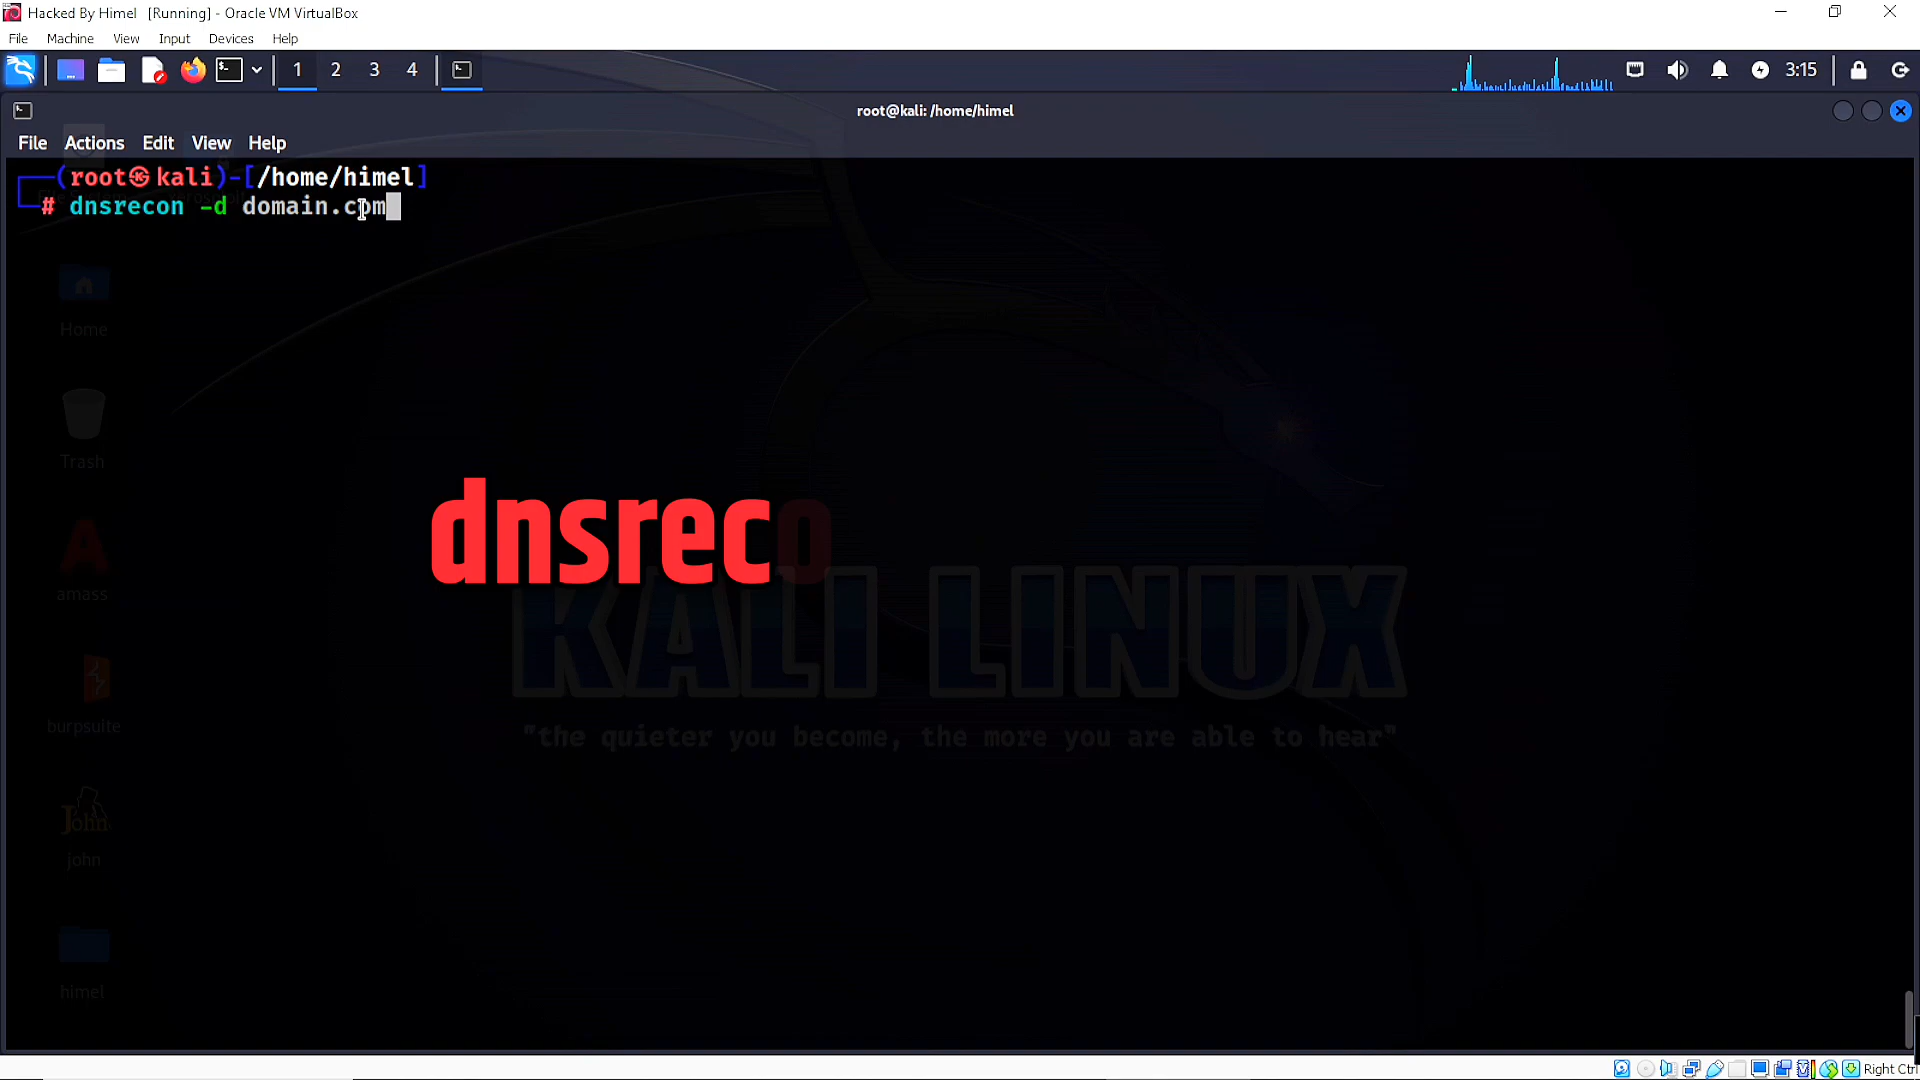 Hacked By Himel [Running] - Oracle VM VirtualBox
File Machine View Input Devices Help
1 2 3 4
3:15
root@kali: /home/himel
File Actions Edit View Help
(root㉿kali)-[/home/himel]
# dnsrecon -d domain.com
Home
Trash
dnsreco
KALI LINUX
"the quieter you become, the more you are able to hear"
amass
burpsuite
John
john
himel
Right Ctrl